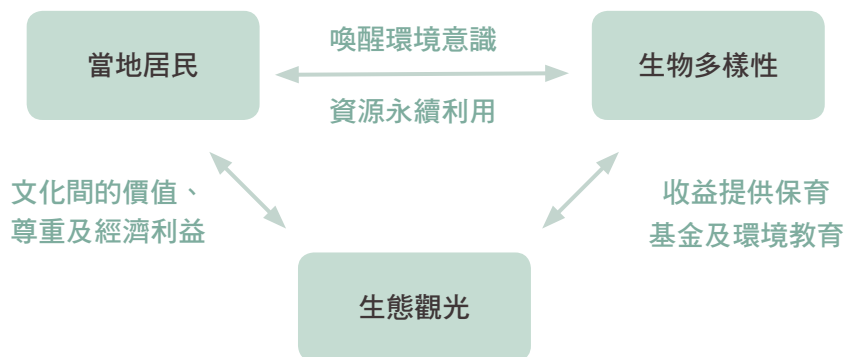 當地居民
喚醒環境意識
資源永續利用
生物多樣性
文化間的價值、
尊重及經濟利益
收益提供保育
基金及環境教育
生態觀光